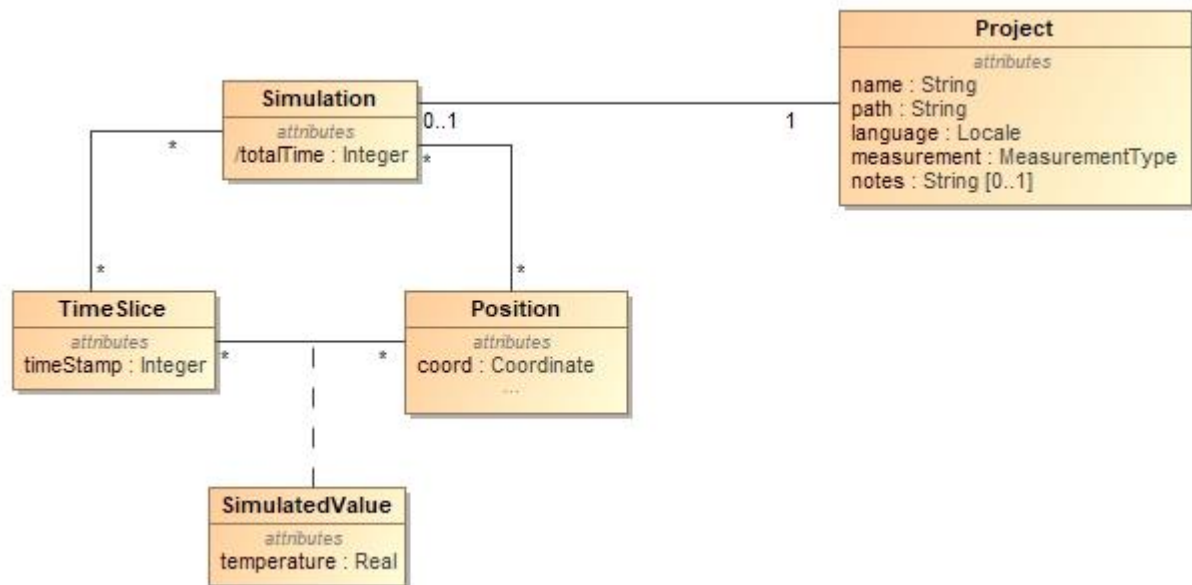 Project
attributes
name : String
path : String
language : Locale
measurement : MeasurementType
notes : String [0..1]
Simulation
attributes
/totalTime : Integer
0..1
1
*
*
*
*
TimeSlice
attributes
timeStamp : Integer
*
*
Position
attributes
coord : Coordinate
...
SimulatedValue
attributes
temperature : Real